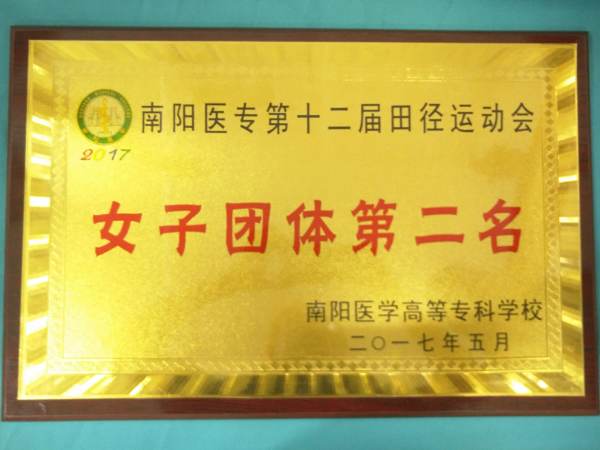 南阳医专第十二届田径运动会
2017
女子团体第二名
南阳医学高等专科学校
二〇一七年五月